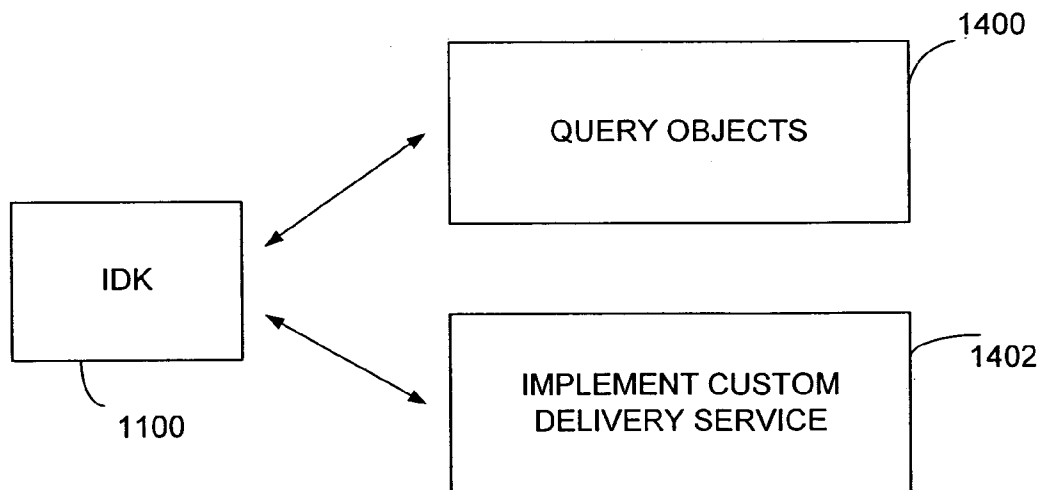 1400
QUERY OBJECTS
IDK
1100
IMPLEMENT CUSTOM
DELIVERY SERVICE
1402